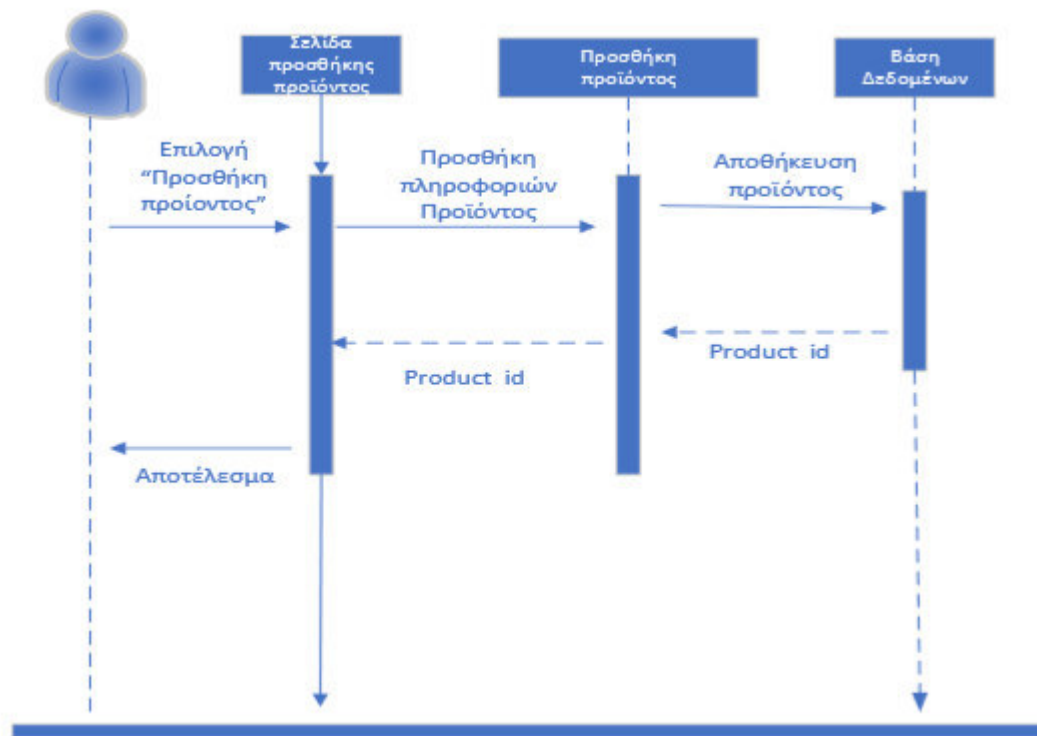 Σελίδα
προσθήκης
προϊόντος
Προσθήκη
προϊόντος
Βάση
Δεδομένων
Επιλογή
“Προσθήκη
προίοντος”
Προσθήκη
πληροφοριών
Προϊόντος
Αποθήκευση
προϊόντος
Product id
Product id
Αποτέλεσμα